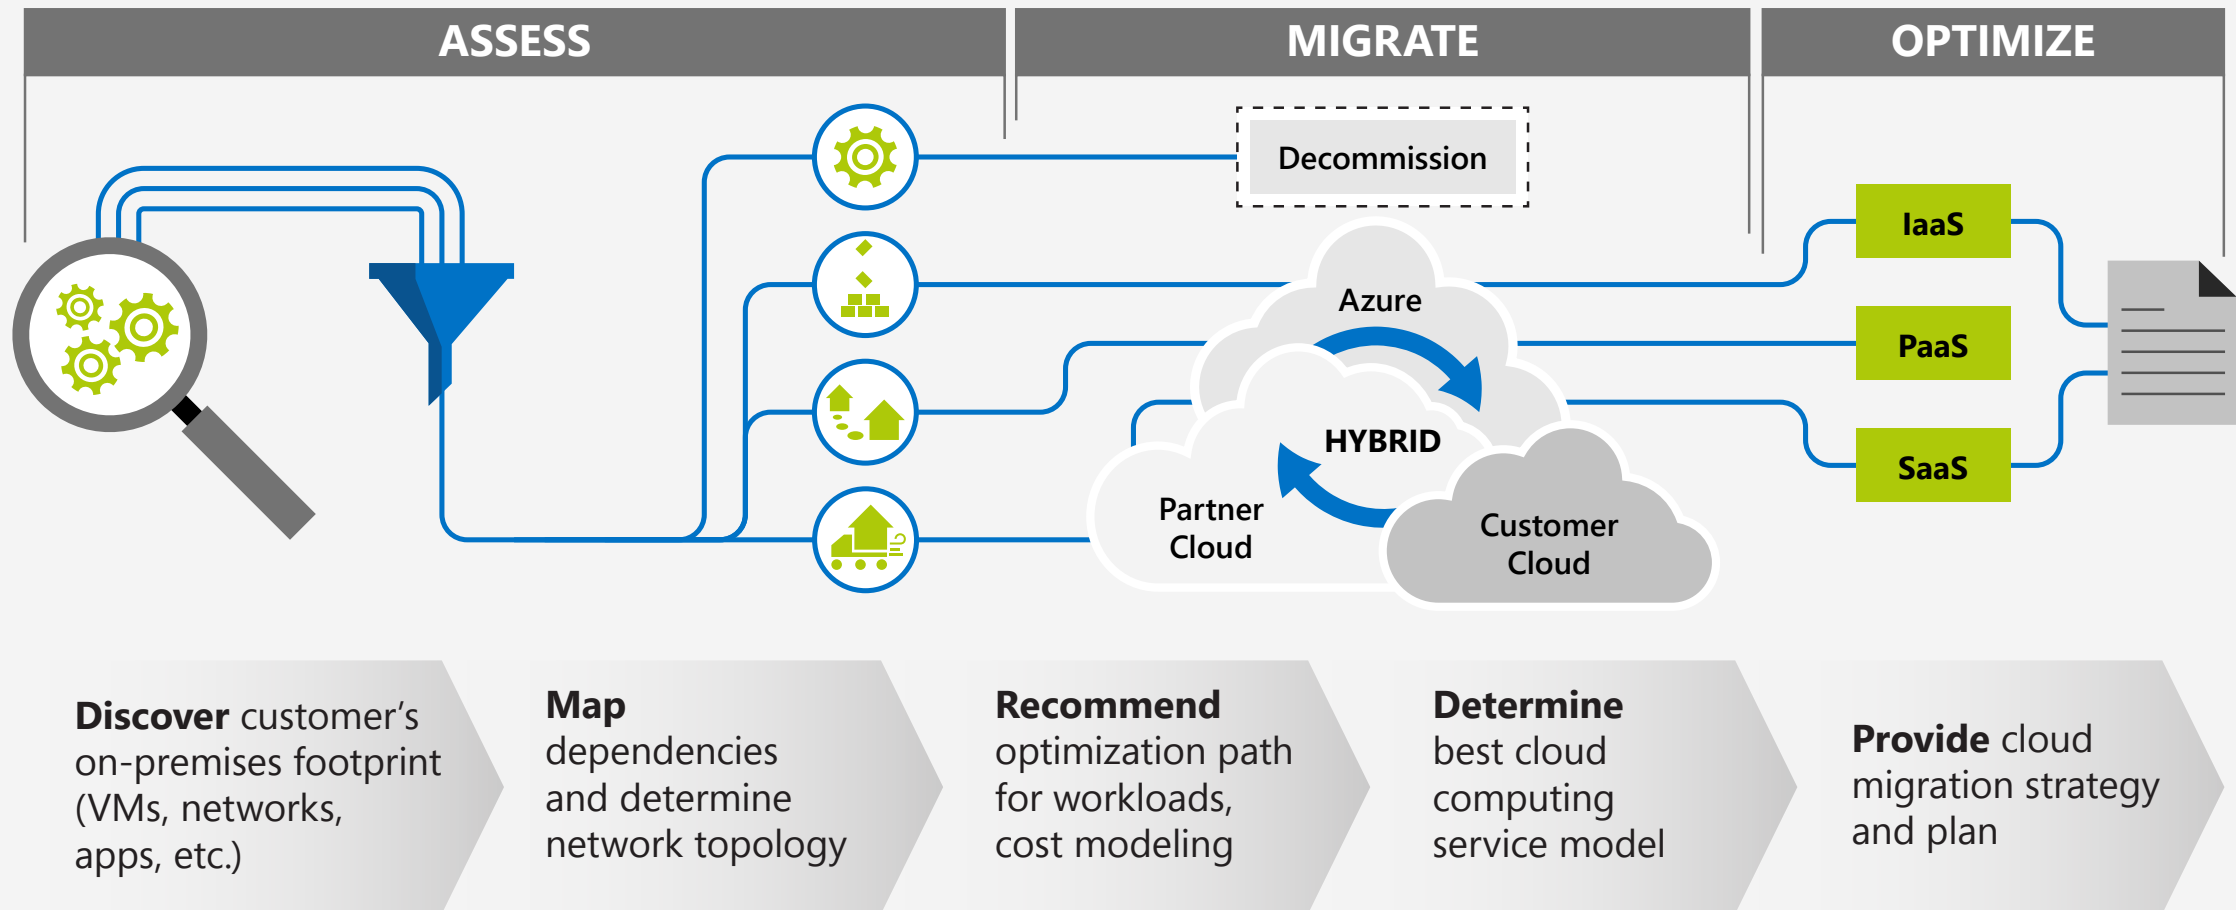 ASSESS
MIGRATE
OPTIMIZE
Decommission
Azure
HYBRID
Partner
Cloud
Customer
Cloud
IaaS
PaaS
SaaS
Discover customer’s
on-premises footprint
(VMs, networks,
apps, etc.)
Map
dependencies
and determine
network topology
Recommend
optimization path
for workloads,
cost modeling
Determine
best cloud
computing
service model
Provide cloud
migration strategy
and plan